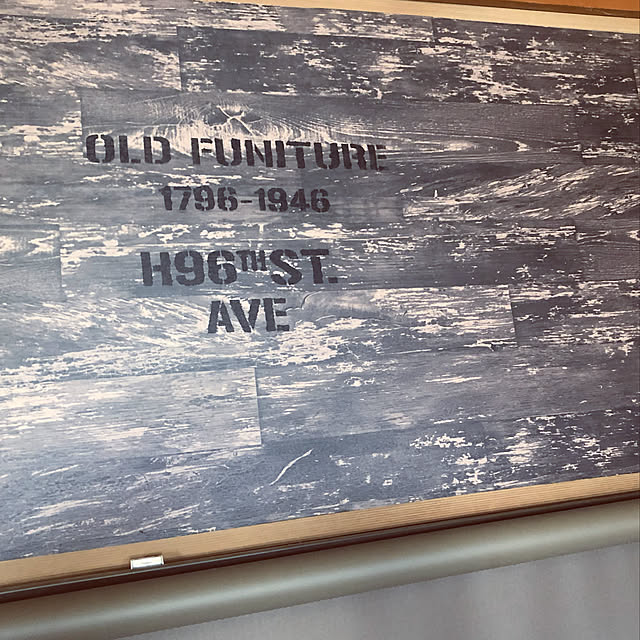 OLD FUNITURE
1796-1946
H96TH ST.
AVE